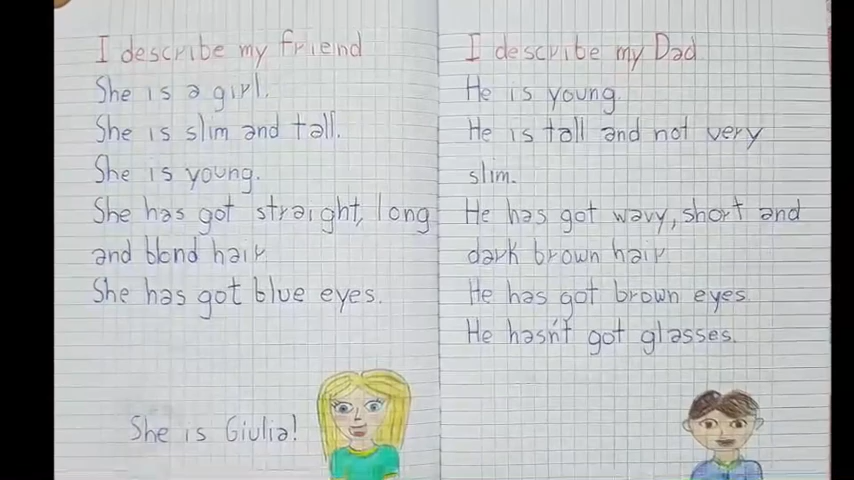 I describe my friend
She is a girl.
She is slim and tall.
She is young.
She has got straight, long
and blond hair.
She has got blue eyes.
She is Giulia!
I describe my Dad
He is young.
He is tall and not very
slim.
He has got wavy, short and
dark brown hair
He has got brown eyes.
He hasn't got glasses.